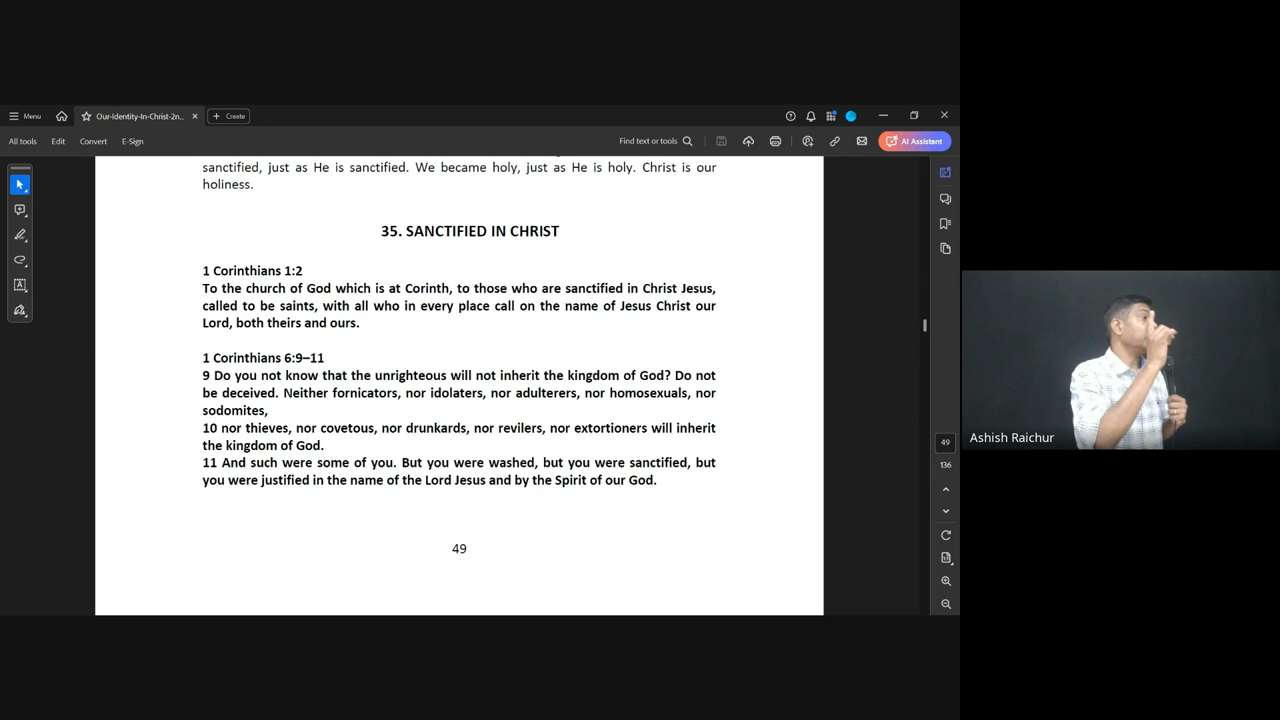 Menu
Our-Identity-In-Christ-2n...
Create
All tools
Edit
Convert
E-Sign
Find text or tools
AI Assistant
sanctified, just as He is sanctified. We became holy, just as He is holy. Christ is our
holiness.
35. SANCTIFIED IN CHRIST
1 Corinthians 1:2
To the church of God which is at Corinth, to those who are sanctified in Christ Jesus,
called to be saints, with all who in every place call on the name of Jesus Christ our
Lord, both theirs and ours.
1 Corinthians 6:9–11
9 Do you not know that the unrighteous will not inherit the kingdom of God? Do not
be deceived. Neither fornicators, nor idolaters, nor adulterers, nor homosexuals, nor
sodomites,
10 nor thieves, nor covetous, nor drunkards, nor revilers, nor extortioners will inherit
the kingdom of God.
11 And such were some of you. But you were washed, but you were sanctified, but
you were justified in the name of the Lord Jesus and by the Spirit of our God.
49
49
136
Ashish Raichur